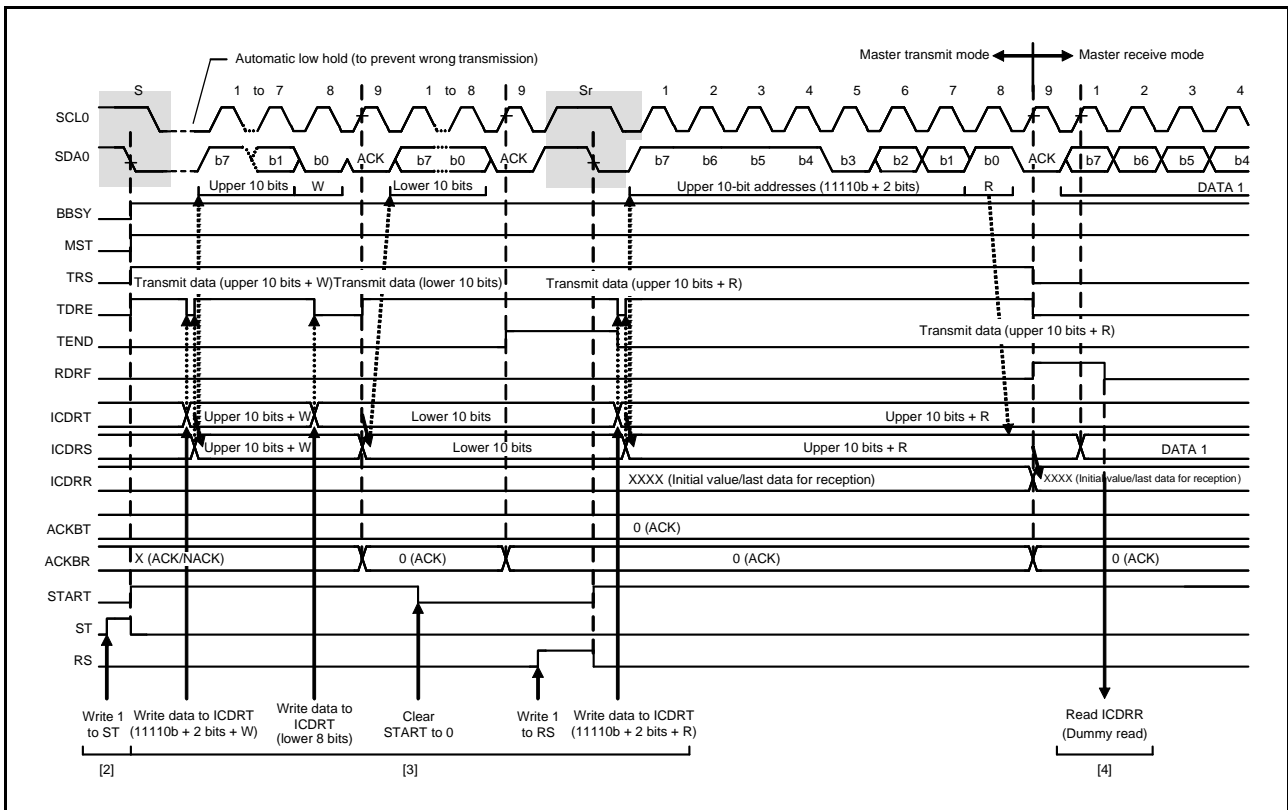 Master transmit mode Master receive mode
Automatic low hold (to prevent wrong transmission)
S 1 to 7 8 9 1 to 8 9 Sr 1 2 3 4 5 6 7 8 9 1 2 3 4
SCL0
SDA0 b7 b1 b0 ACK b7 b0 ACK b7 b6 b5 b4 b3 b2 b1 b0 ACK b7 b6 b5 b4
Upper 10 bits W Lower 10 bits Upper 10-bit addresses (11110b + 2 bits) R DATA 1
BBSY
MST
TRS
Transmit data (upper 10 bits + W) Transmit data (lower 10 bits) Transmit data (upper 10 bits + R)
TDRE
Transmit data (upper 10 bits + R)
TEND
RDRF
ICDRT Upper 10 bits + W Lower 10 bits Upper 10 bits + R
ICDRS Upper 10 bits + W Lower 10 bits Upper 10 bits + R DATA 1
ICDRR XXXX (Initial value/last data for reception) XXXX (Initial value/last data for reception)
ACKBT 0 (ACK)
ACKBR X (ACK/NACK) 0 (ACK) 0 (ACK) 0 (ACK)
START
ST
RS
Write 1
to ST
Write data to ICDRT
(11110b + 2 bits + W)
Write data to
ICDRT
(lower 8 bits)
Clear
START to 0
Write 1
to RS
Write data to ICDRT
(11110b + 2 bits + R)
Read ICDRR
(Dummy read)
[2] [3] [4]